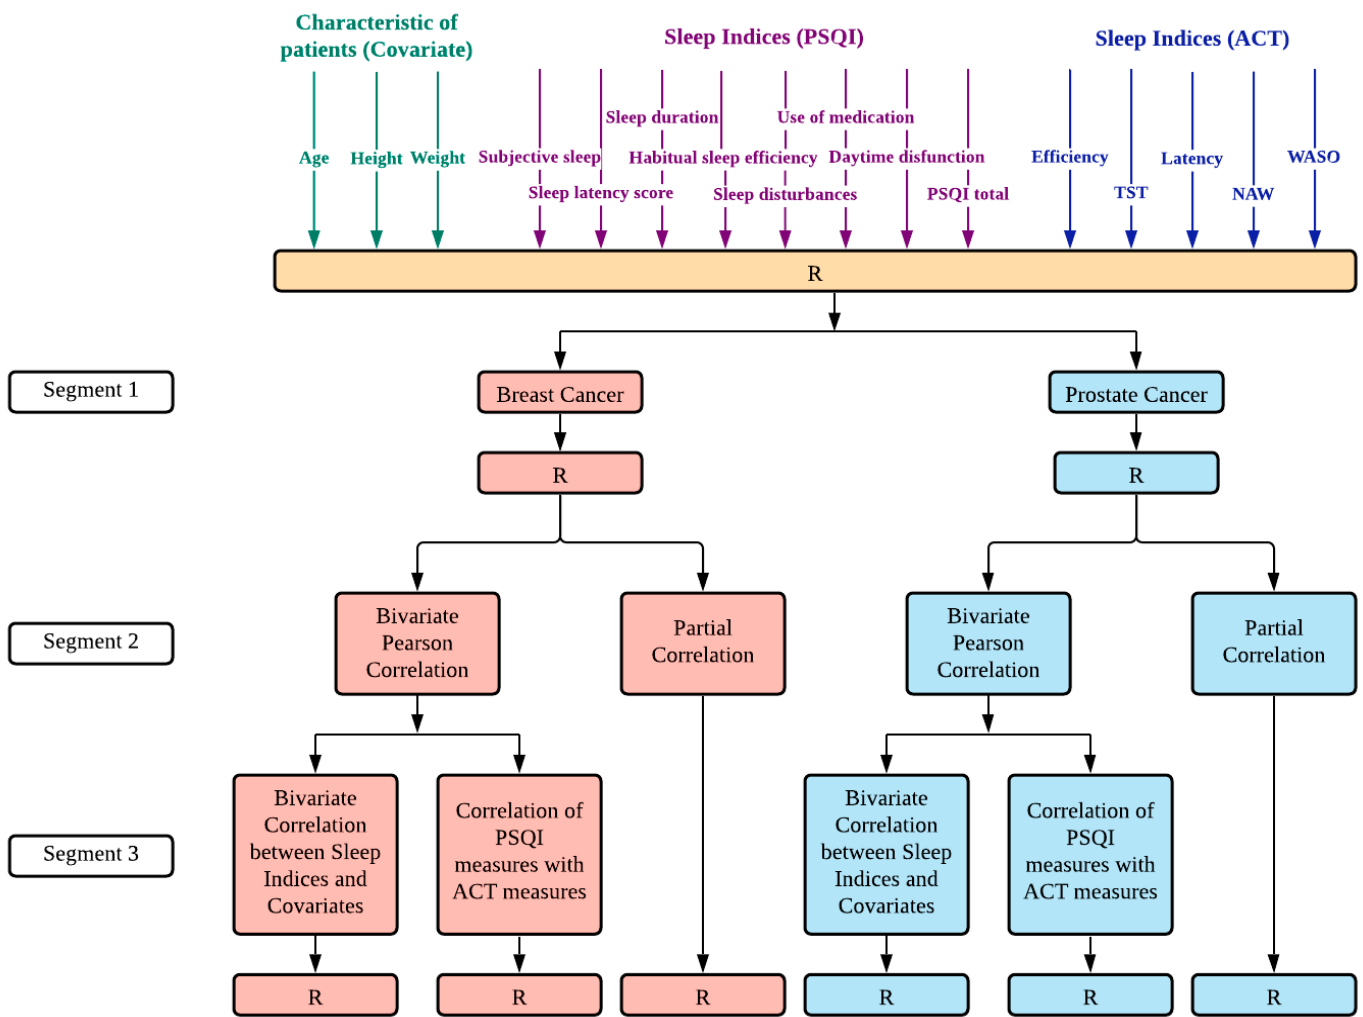 Characteristic of
patients (Covariate)
Sleep Indices (PSQI)
Sleep Indices (ACT)
Sleep duration
Use of medication
Age
Height
Weight
Subjective sleep
Habitual sleep efficiency
Daytime disfunction
Efficiency
Latency
WASO
Sleep latency score
Sleep disturbances
PSQI total
TST
NAW
R
Segment 1
Breast Cancer
Prostate Cancer
R
R
Segment 2
Bivariate
Pearson
Correlation
Partial
Correlation
Bivariate
Pearson
Correlation
Partial
Correlation
Segment 3
Bivariate
Correlation
between Sleep
Indices and
Covariates
Correlation of
PSQI
measures with
ACT measures
Bivariate
Correlation
between Sleep
Indices and
Covariates
Correlation of
PSQI
measures with
ACT measures
R
R
R
R
R
R